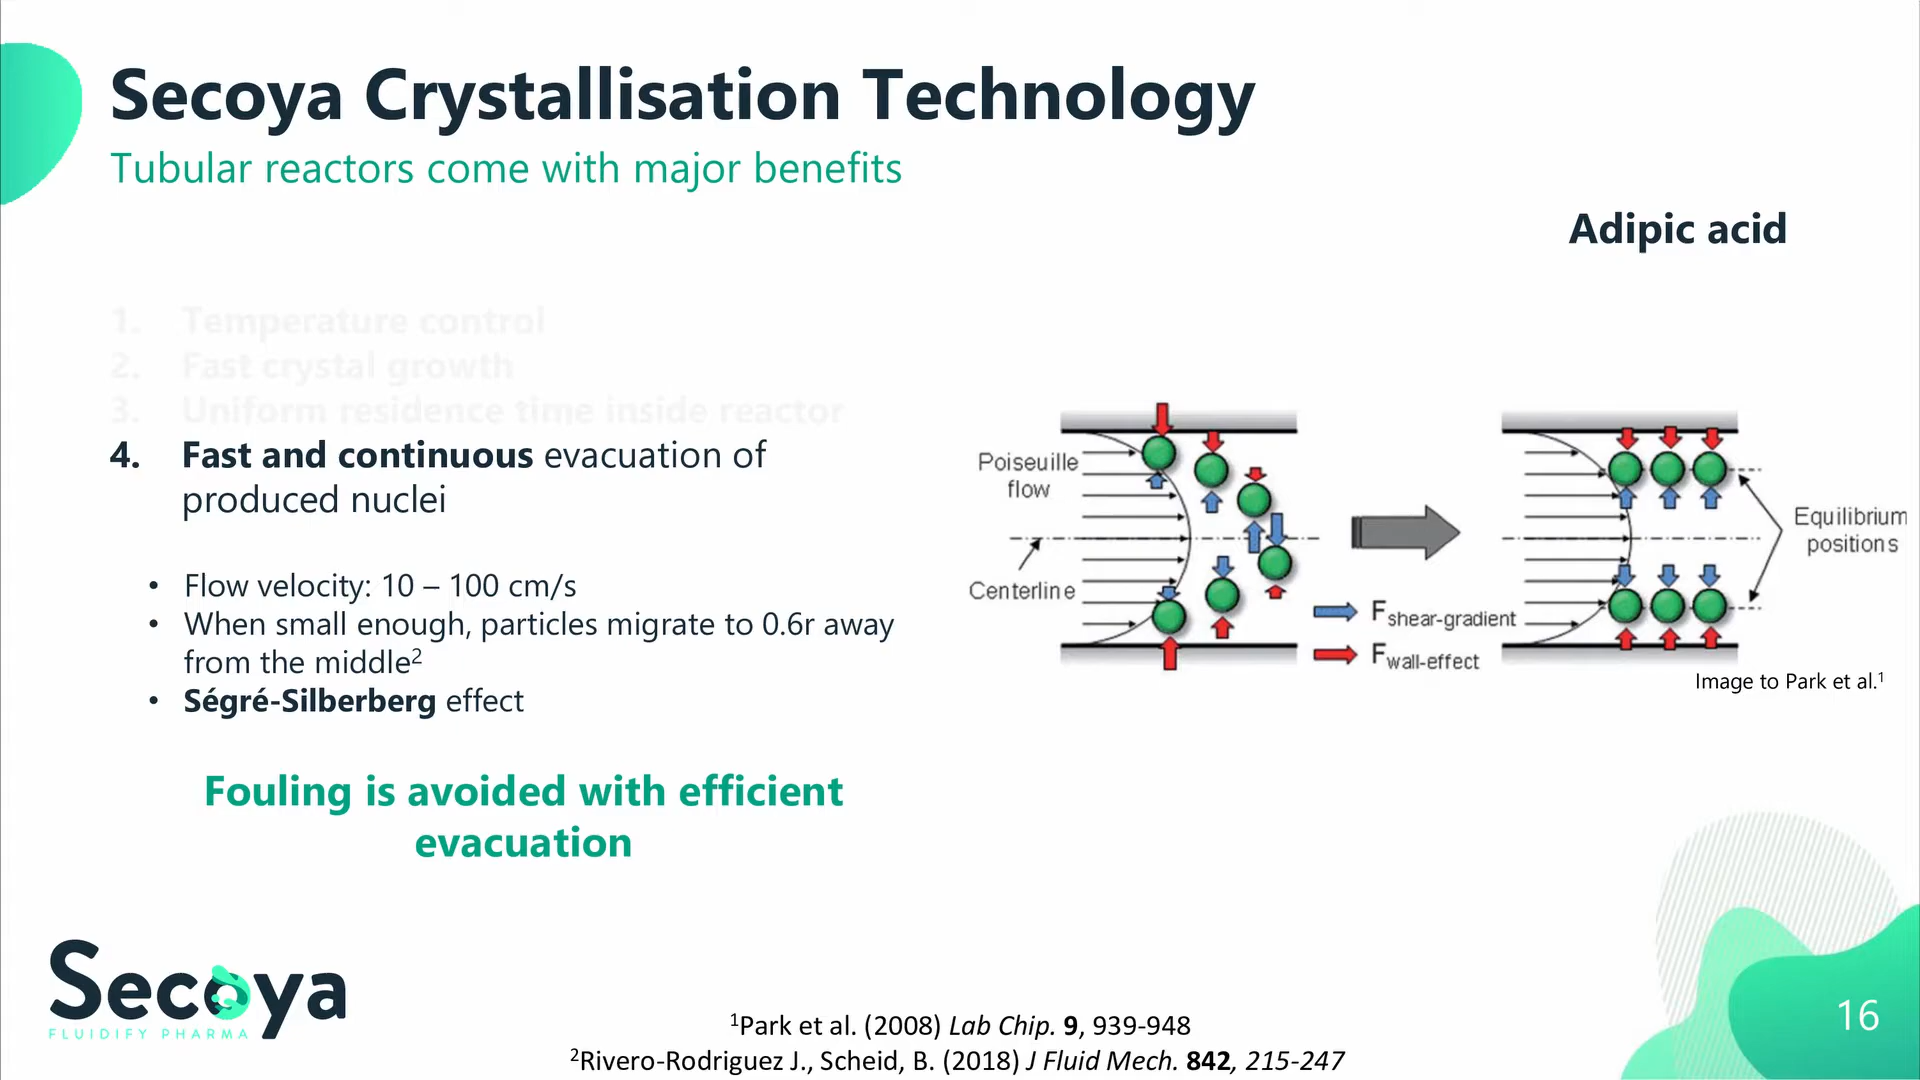 Secoya Crystallisation Technology
Tubular reactors come with major benefits
Adipic acid
1. Temperature control
2. Fast crystal growth
3. Uniform residence time inside reactor
4. Fast and continuous evacuation of
produced nuclei
• Flow velocity: 10 – 100 cm/s
• When small enough, particles migrate to 0.6r away
from the middle²
• Ségré-Silberberg effect
Fouling is avoided with efficient
evacuation
Poiseuille
flow
Centerline
F shear-gradient
F wall-effect
Equilibrium
positions
Image to Park et al.¹
Secoya
FLUIDIFY PHARMA
¹Park et al. (2008) Lab Chip. 9, 939-948
²Rivero-Rodriguez J., Scheid, B. (2018) J Fluid Mech. 842, 215-247
16